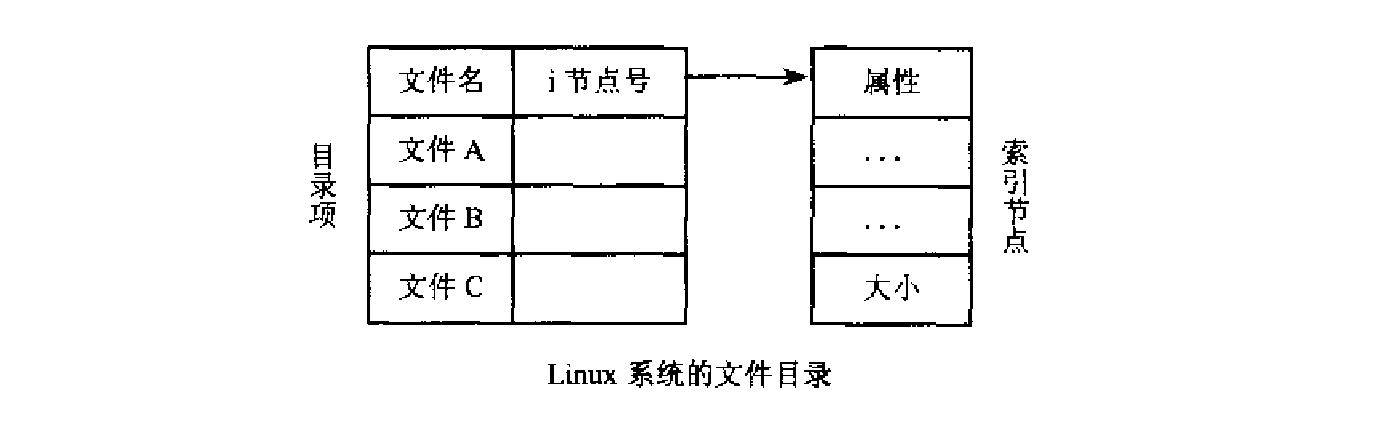 文件名 i 节点号 属性
文件 A ...
文件 B ...
文件 C 大小
目录项
索引节点
Linux 系统的文件目录